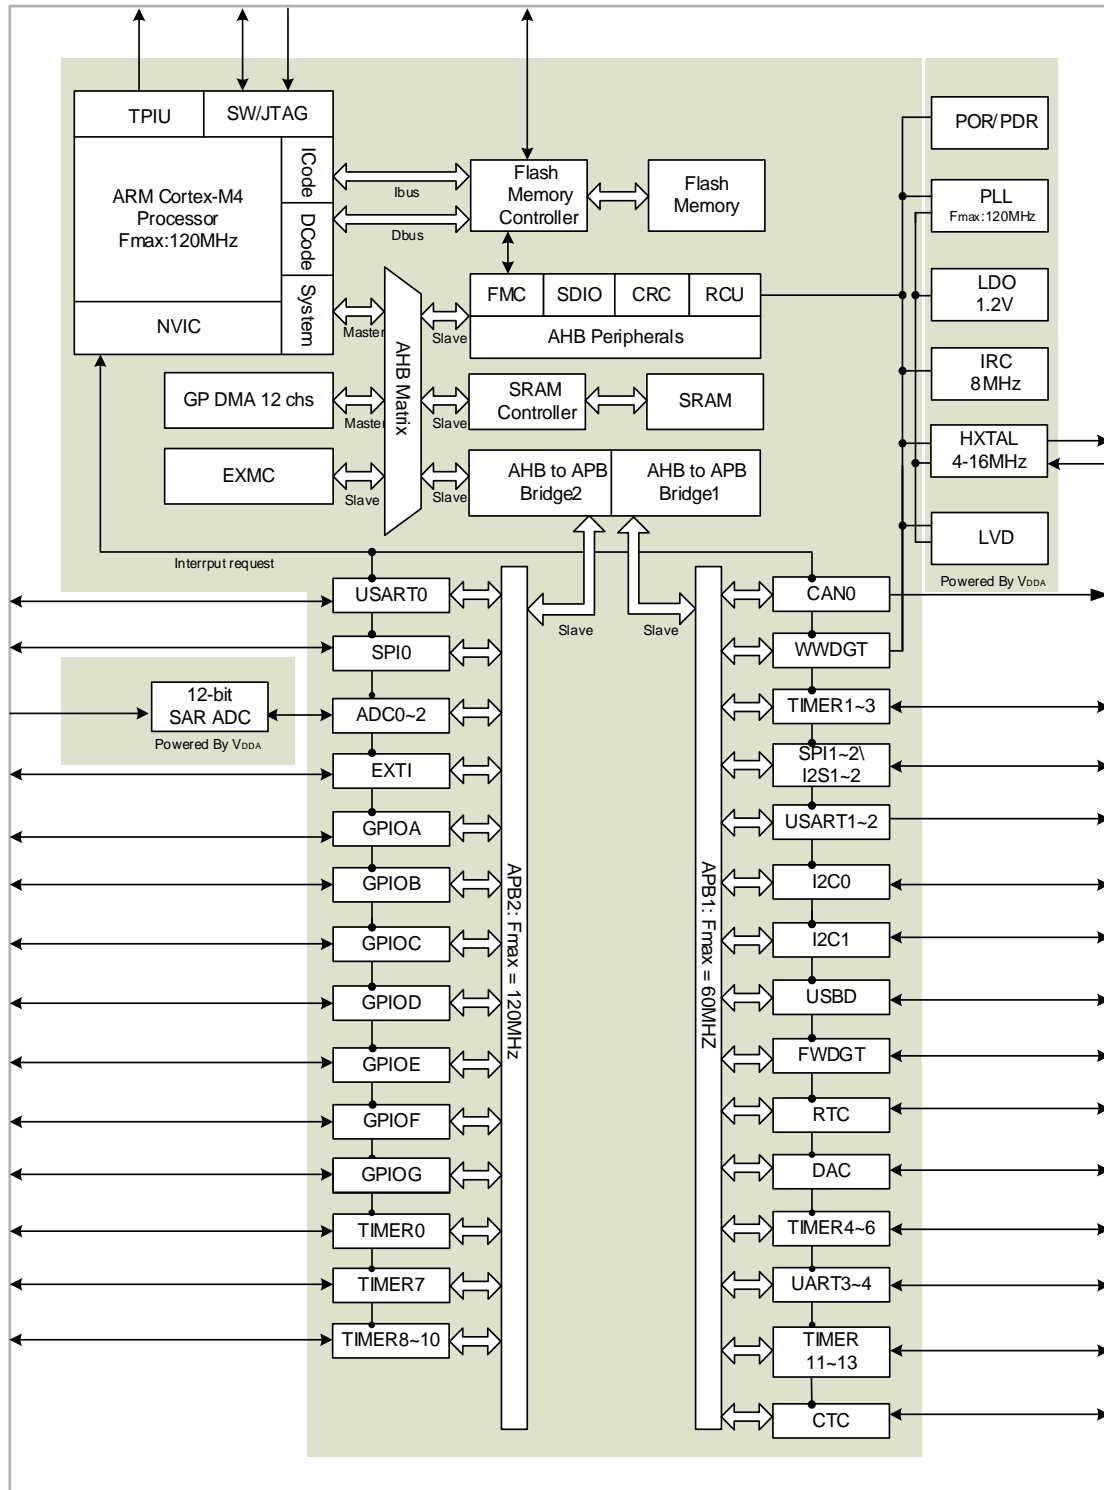 TPIU
SW/JTAG
POR/PDR
ARM Cortex-M4
Processor
Fmax:120MHz
ICode
DCode
System
NVIC
Ibus
Dbus
Flash
Memory
Controller
Flash
Memory
PLL
Fmax:120MHz
FMC
SDIO
CRC
RCU
AHB Peripherals
LDO
1.2V
Master
Slave
AHB Matrix
IRC
8MHz
GP DMA 12 chs
Master
Slave
SRAM
Controller
SRAM
HXTAL
4-16MHz
EXMC
Slave
Slave
AHB to APB
Bridge2
AHB to APB
Bridge1
LVD
Powered By VDDA
Interrput request
Slave
Slave
USART0
SPI0
12-bit
SAR ADC
Powered By VDDA
ADC0~2
EXTI
GPIOA
GPIOB
GPIOC
GPIOD
GPIOE
GPIOF
GPIOG
TIMER0
TIMER7
TIMER8~10
APB2: Fmax = 120MHz
APB1: Fmax = 60MHZ
CAN0
WWDGT
TIMER1~3
SPI1~2\
I2S1~2
USART1~2
I2C0
I2C1
USBD
FWDGT
RTC
DAC
TIMER4~6
UART3~4
TIMER
11~13
CTC